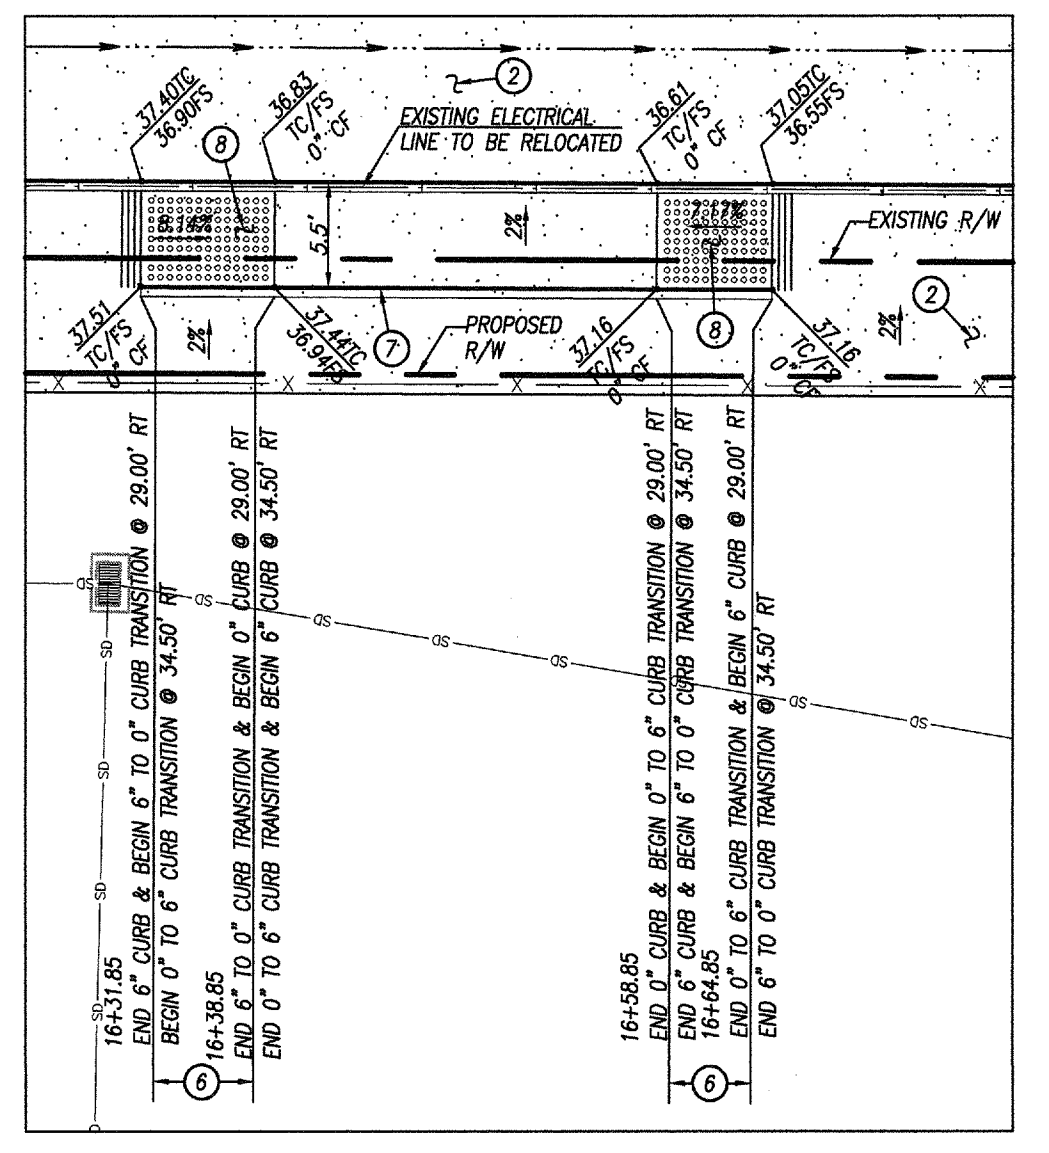 2
37.40TC
36.90FS
36.83
TC/FS
0" CF
8
EXISTING ELECTRICAL
LINE TO BE RELOCATED
36.61
TC/FS
0" CF
37.05TC
36.55FS
5.5'
2%
7.17%
EXISTING R/W
2
37.51
TC/FS
0" CF
2%
37.44TC
36.94FS
7
PROPOSED
R/W
37.16
TC/FS
0" CF
8
37.16
TC/FS
0" CF
2%
X
X
X
X
X
16+31.85
END 6" CURB & BEGIN 6" TO 0" CURB TRANSITION @ 29.00' RT
BEGIN 0" TO 6" CURB TRANSITION @ 34.50' RT
16+38.85
END 6" TO 0" CURB TRANSITION & BEGIN 0" CURB @ 29.00' RT
END 0" TO 6" CURB TRANSITION & BEGIN 6" CURB @ 34.50' RT
16+58.85
END 0" CURB & BEGIN 0" TO 6" CURB TRANSITION @ 29.00' RT
END 6" CURB & BEGIN 6" TO 0" CURB TRANSITION @ 34.50' RT
16+64.85
END 0" TO 6" CURB TRANSITION & BEGIN 6" CURB @ 29.00' RT
END 6" TO 0" CURB TRANSITION @ 34.50' RT
SD
SD
SD
SD
SD
SD
SD
SD
SD
SD
SD
SD
6
6